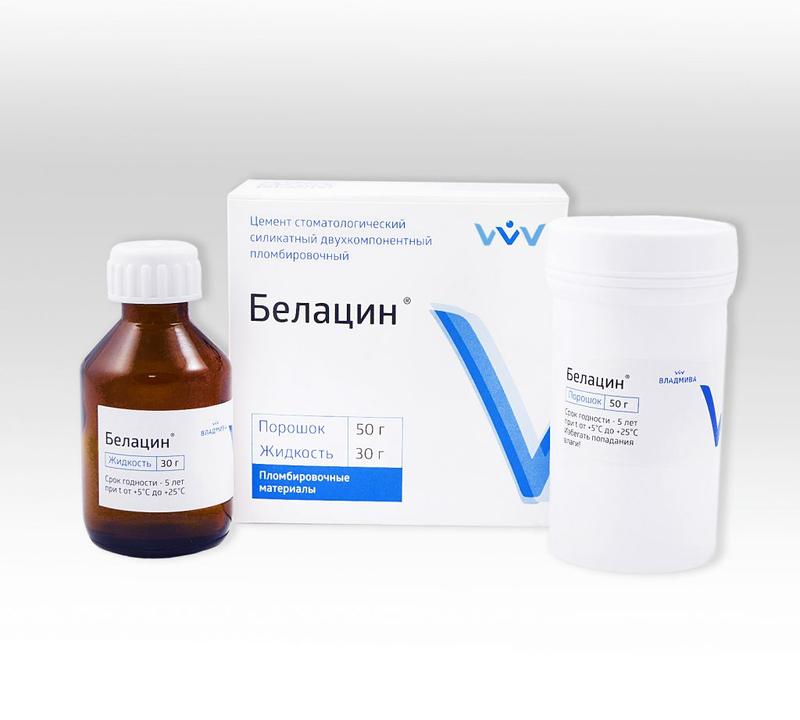 Цемент стоматологический
силикатный двухкомпонентный
пломбировочный
Белацин®
Порошок 50 г
Жидкость 30 г
Пломбировочные
материалы
Белацин®
ВЛАДМИВА
Жидкость 30 г
Срок годности - 5 лет
при t от +5°C до +25°C
Белацин®
ВЛАДМИВА
Порошок 50 г
Срок годности - 5 лет
при t от +5°C до +25°C
Избегать попадания
влаги!